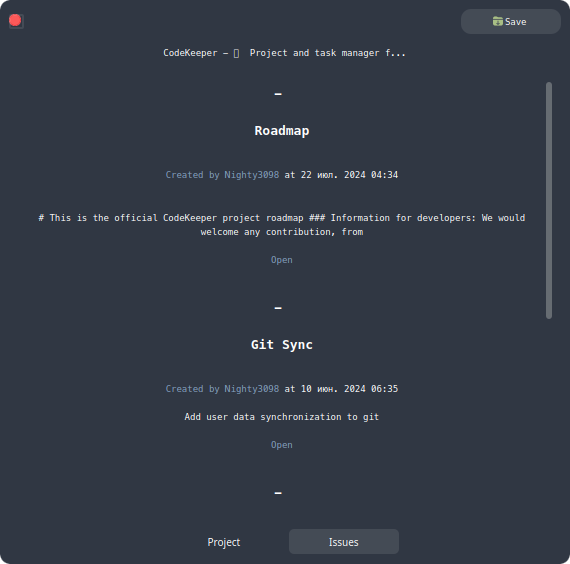 Save
CodeKeeper – ▯ Project and task manager f...
–
Roadmap
Created by Nighty3098 at 22 июл. 2024 04:34
# This is the official CodeKeeper project roadmap ### Information for developers: We would
welcome any contribution, from
Open
–
Git Sync
Created by Nighty3098 at 10 июн. 2024 06:35
Add user data synchronization to git
Open
–
Project
Issues